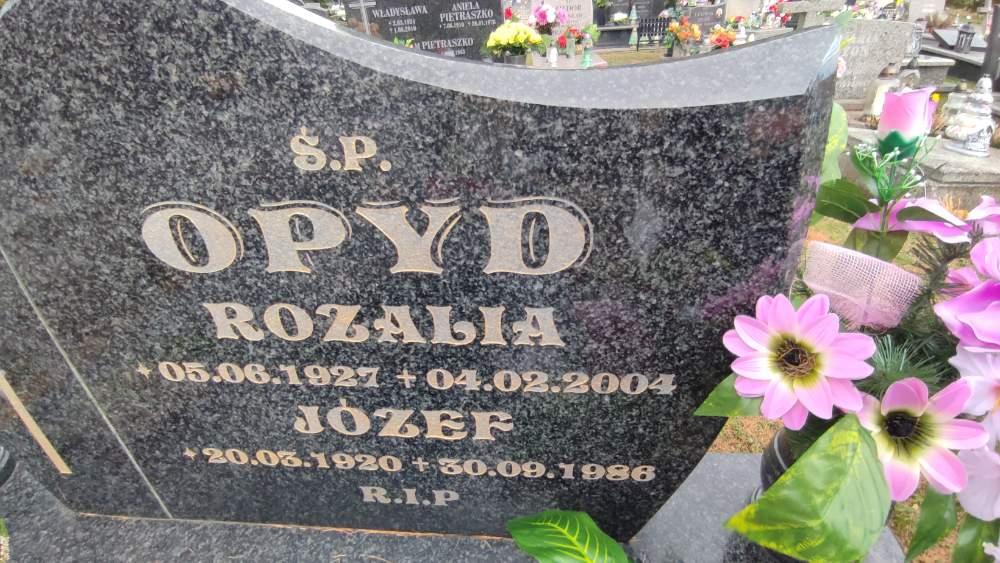 WŁADYSŁAWA
ANIELA
PIETRASZKO
PIETRASZKO
Ś.P.
OPYD
ROZALIA
* 05.06.1927 + 04.02.2004
JÓZEF
* 20.03.1920 + 30.09.1986
R.I.P